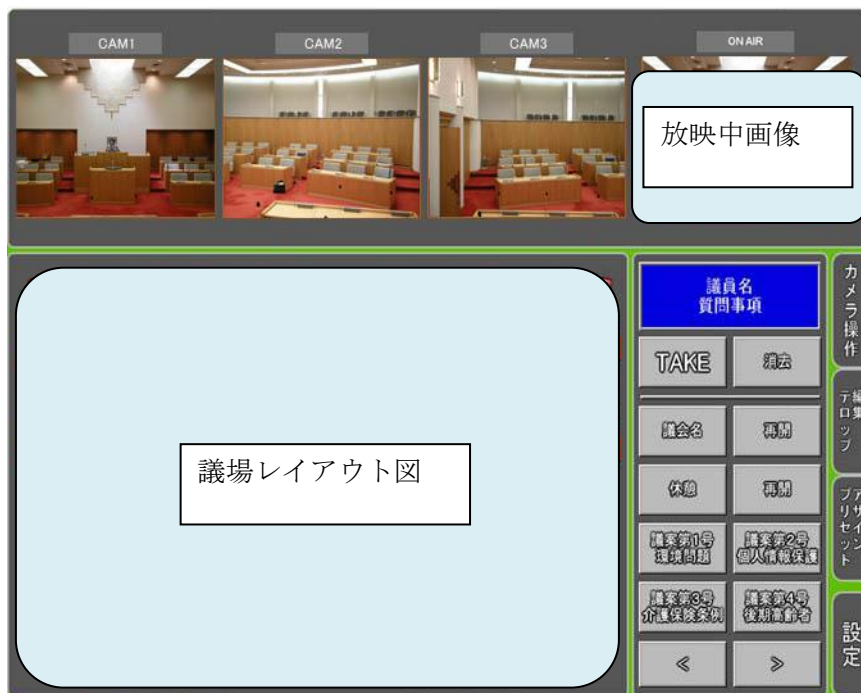 CAM1
CAM2
CAM3
ON AIR
放映中画像
議場レイアウト図
議員名
質問事項
TAKE
消去
議会名
再開
休憩
再開
議案第1号
環境問題
議案第2号
個人情報保護
議案第3号
介護保険条例
議案第4号
後期高齢者
<
>
カメラ操作
テロップ
編集
プリセット
アサイン
設定